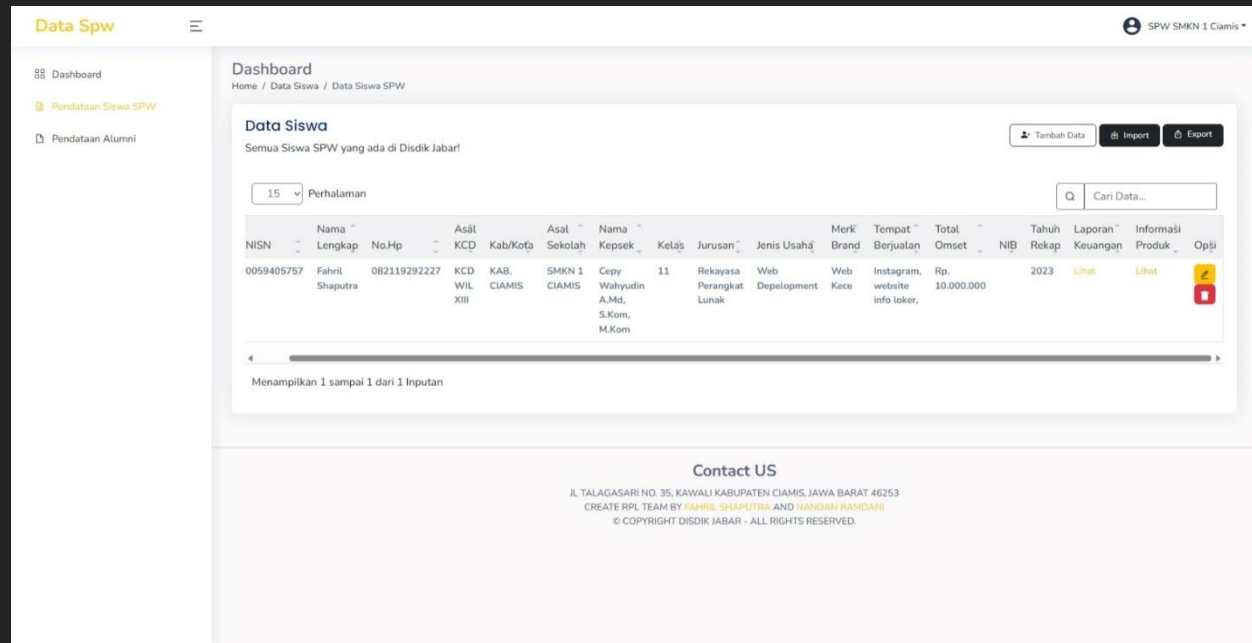 Data Spw
SPW SMKN 1 Ciamis
Dashboard
Pendataan Siswa SPW
Pendataan Alumni
Dashboard
Home / Data Siswa / Data Siswa SPW
Data Siswa
Semua Siswa SPW yang ada di Disdik Jabar!
Tambah Data
Import
Export
15 Perhalaman
Cari Data...
Nama Asal Asal Nama Merk Tempat Total Tahun Laporan Informasi
NISN Lengkap No.Hp KCD Kab/Kota Sekolah Kepsek Kelas Jurusan Jenis Usaha Brand Berjualan Omset NIB Rekap Keuangan Produk Opsi
0059405757 Fahril 082119292227 KCD KAB. SMKN 1 Cepy 11 Rekayasa Web Web Instagram, Rp. 2023 Lihat Lihat
Shaputra WIL CIAMIS CIAMIS Wahyudin Perangkat Depelopment Kece website 10.000.000
XIII A.Md, Lunak info loker,
S.Kom,
M.Kom
Menampilkan 1 sampai 1 dari 1 Inputan
Contact US
JL TALAGASARI NO. 35, KAWALI KABUPATEN CIAMIS, JAWA BARAT 46253
CREATE RPL TEAM BY FAHRIL SHAPUTRA AND NANDAN RAMDANI
© COPYRIGHT DISDIK JABAR - ALL RIGHTS RESERVED.